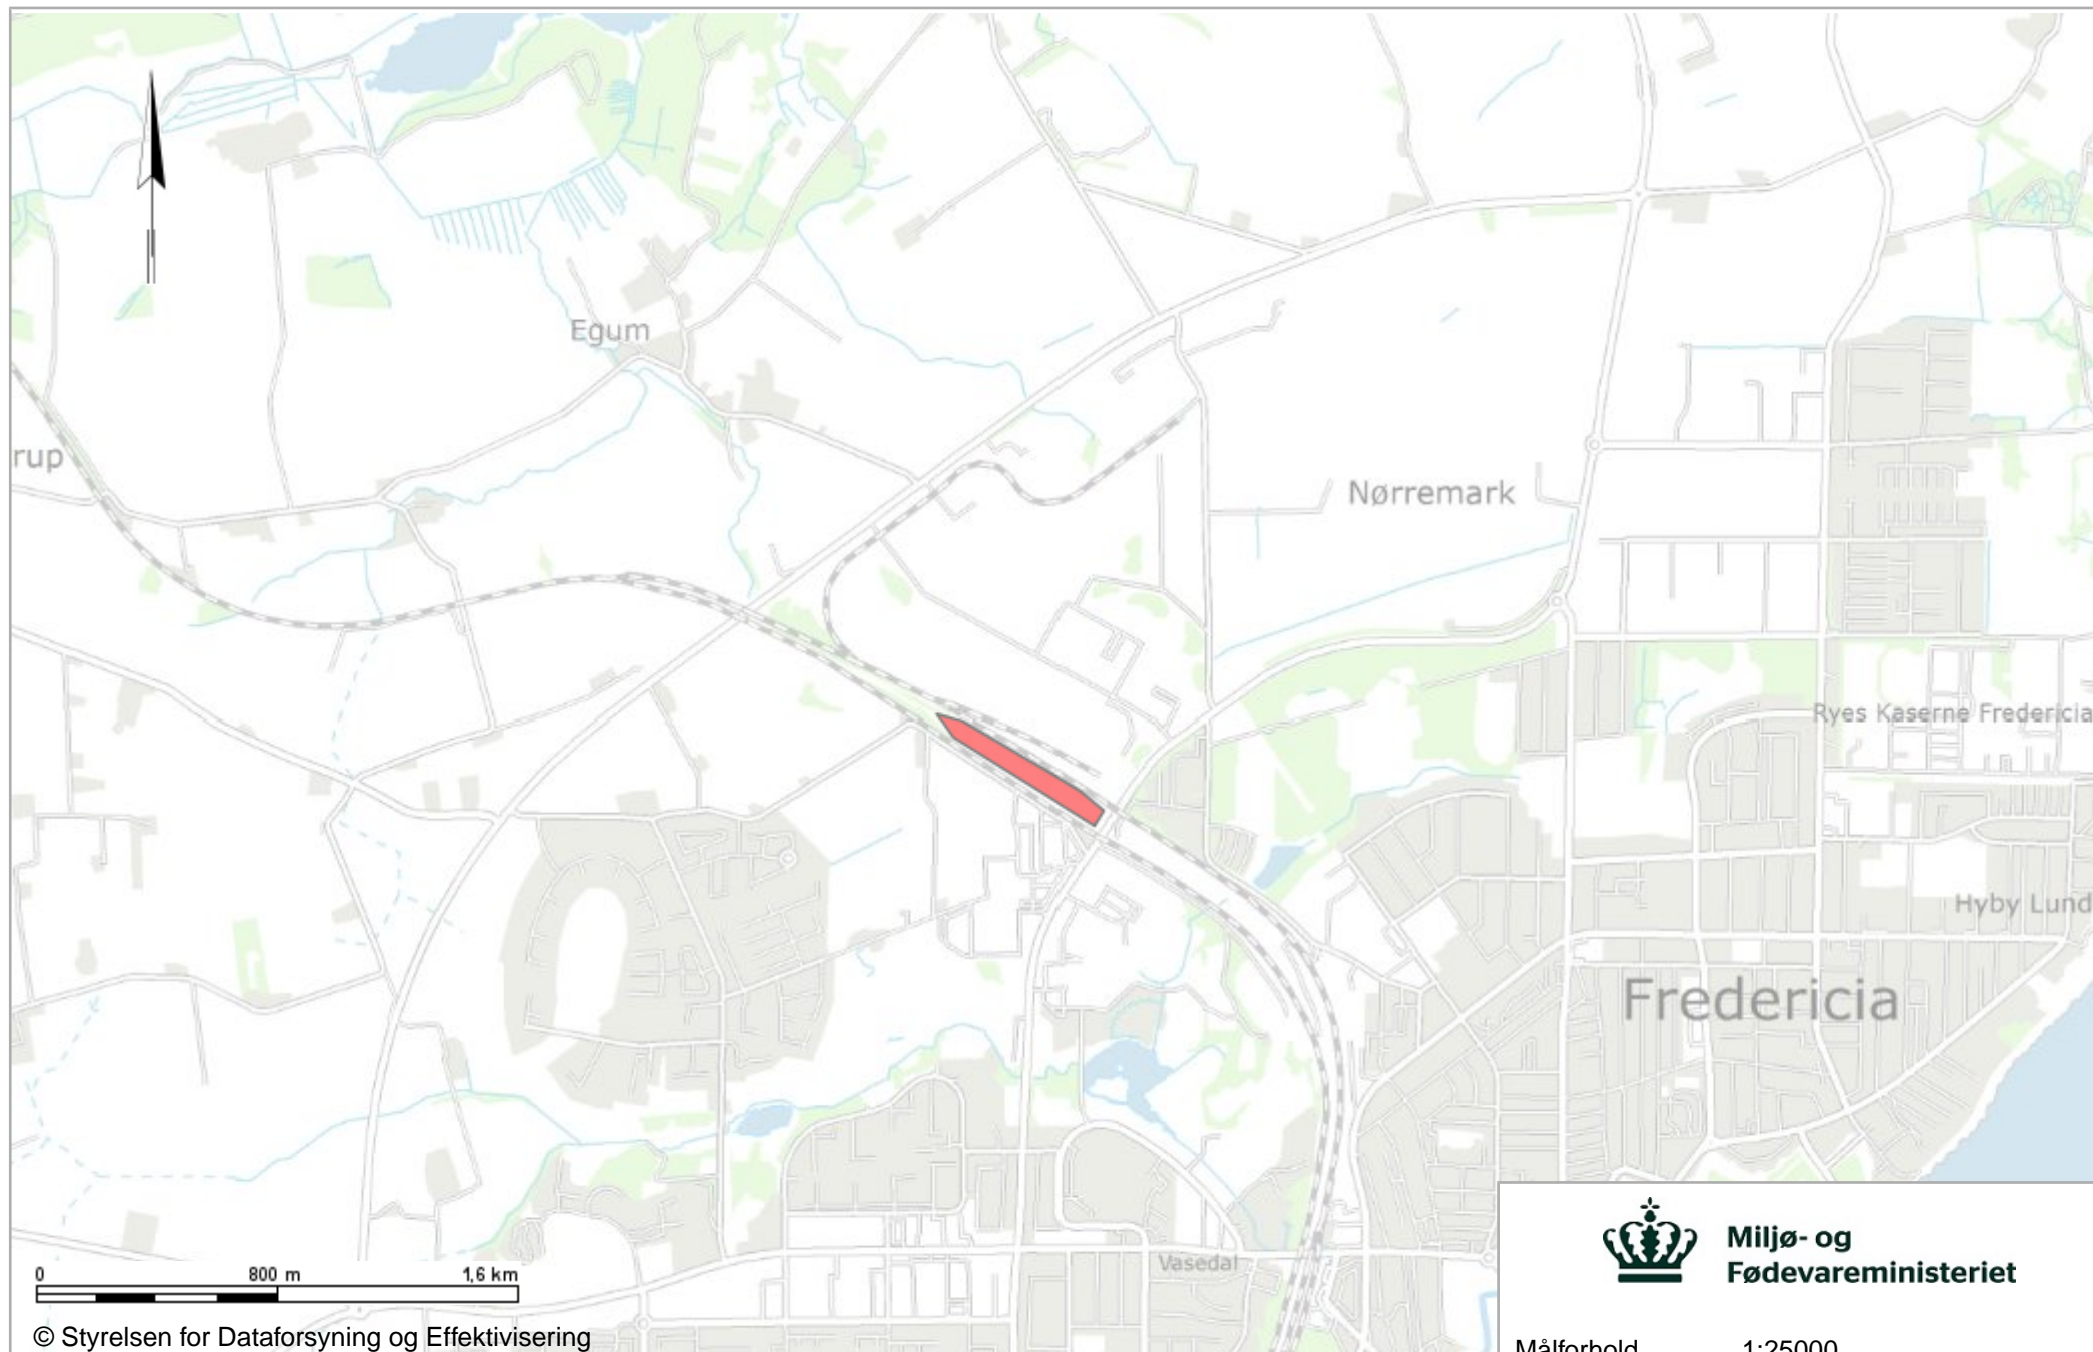 Egum
rup
Nørremark
Ryes Kaserne Fredericia
Hyby Lund
Fredericia
Vasedal
0 800 m 1,6 km
© Styrelsen for Dataforsyning og Effektivisering
Miljø- og
Fødevareministeriet
Målforhold 1:25000